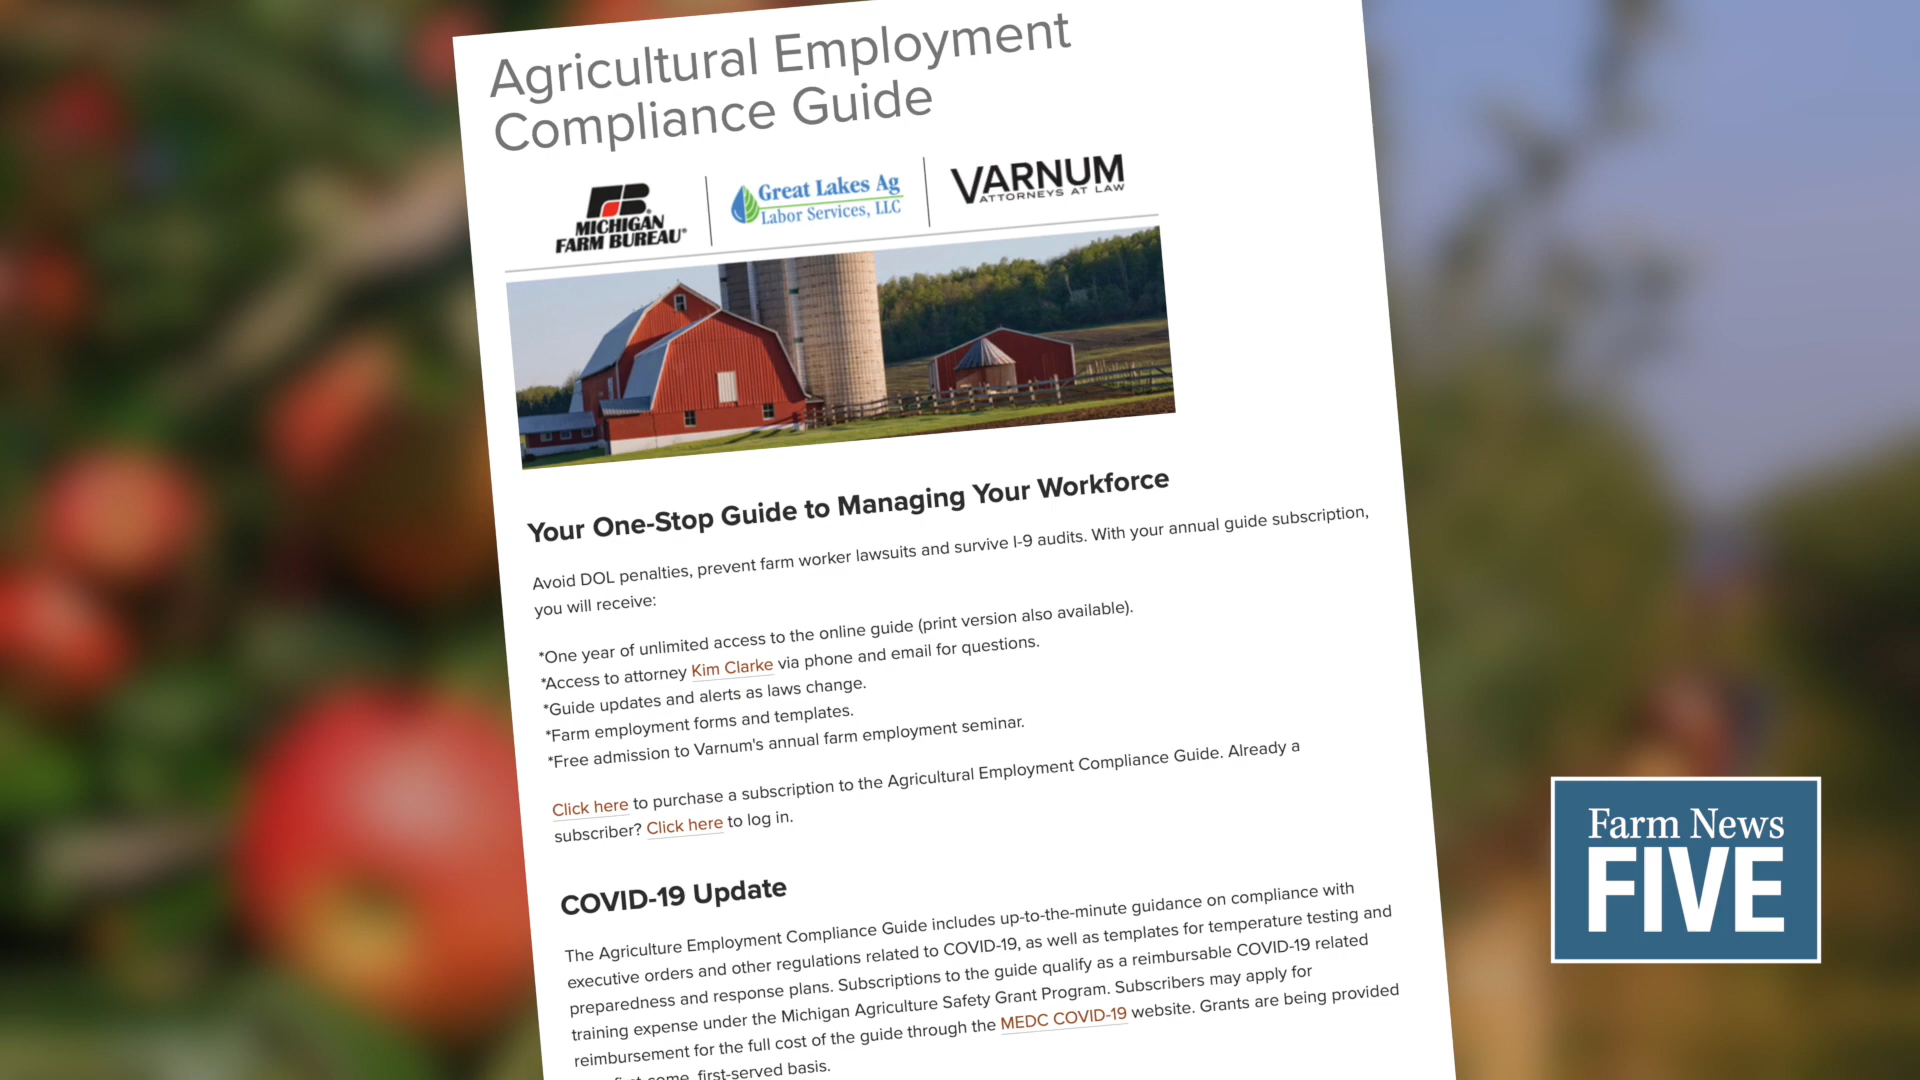 Agricultural Employment
Compliance Guide
MICHIGAN
FARM BUREAU®
Great Lakes Ag
Labor Services, LLC
VARNUM
ATTORNEYS AT LAW
Your One-Stop Guide to Managing Your Workforce
Avoid DOL penalties, prevent farm worker lawsuits and survive I-9 audits. With your annual guide subscription,
you will receive:
*One year of unlimited access to the online guide (print version also available).
*Access to attorney Kim Clarke via phone and email for questions.
*Guide updates and alerts as laws change.
*Farm employment forms and templates.
*Free admission to Varnum's annual farm employment seminar.
Click here to purchase a subscription to the Agricultural Employment Compliance Guide. Already a
subscriber? Click here to log in.
COVID-19 Update
The Agriculture Employment Compliance Guide includes up-to-the-minute guidance on compliance with
executive orders and other regulations related to COVID-19, as well as templates for temperature testing and
preparedness and response plans. Subscriptions to the guide qualify as a reimbursable COVID-19 related
training expense under the Michigan Agriculture Safety Grant Program. Subscribers may apply for
reimbursement for the full cost of the guide through the MEDC COVID-19 website. Grants are being provided
first-served basis.
Farm News
FIVE